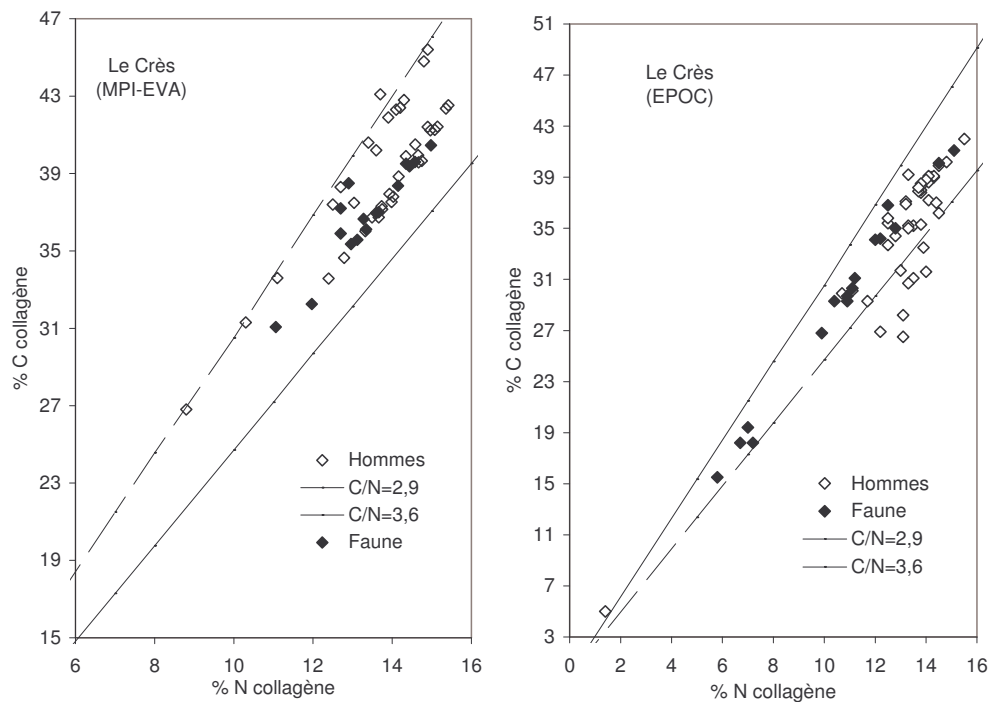 47
43
39
35
31
27
23
19
15
% C collagène
Le Crès
(MPI-EVA)
Hommes
C/N=2,9
C/N=3,6
Faune
6 8 10 12 14 16
% N collagène
51
47
43
39
35
31
27
23
19
15
11
7
3
% C collagène
Le Crès
(EPOC)
Hommes
Faune
C/N=2,9
C/N=3,6
0 2 4 6 8 10 12 14 16
% N collagène